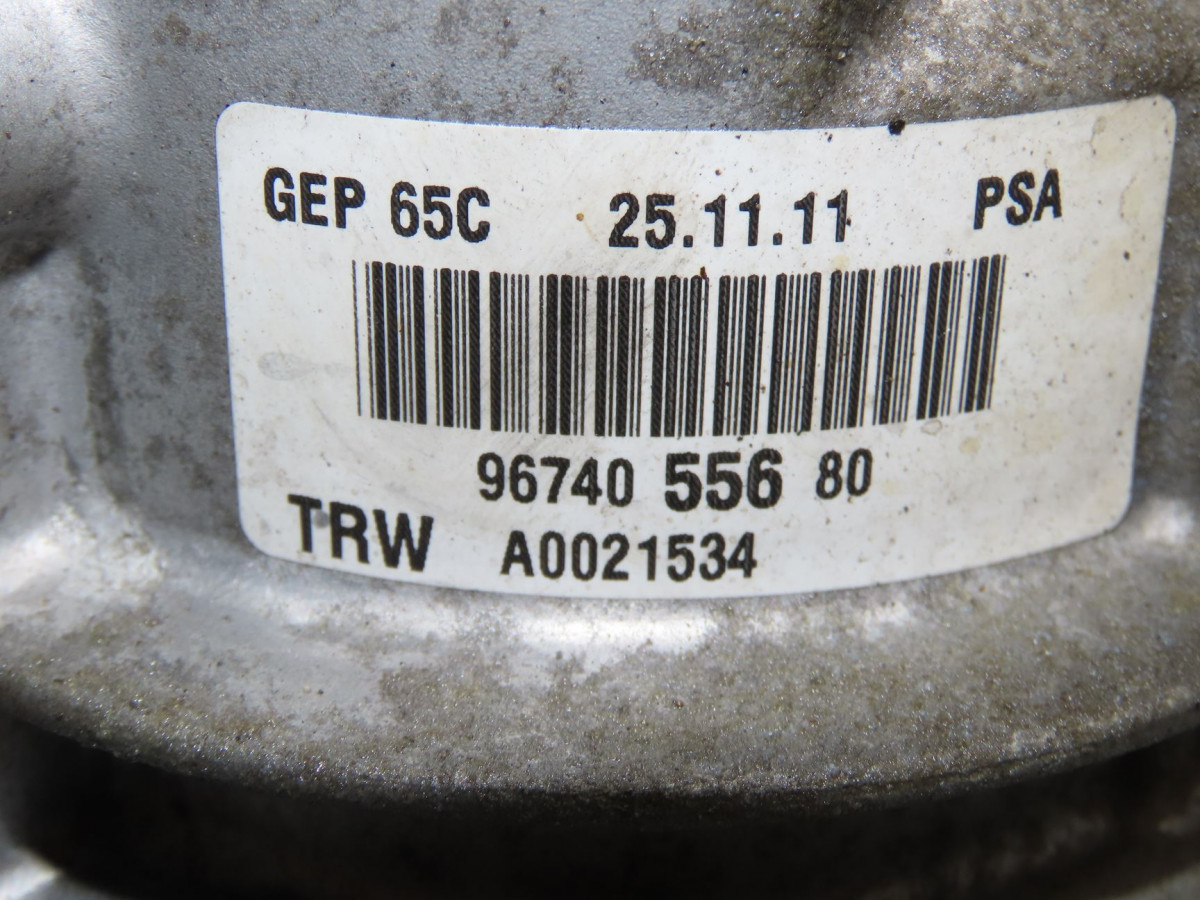 GEP 65C 25.11.11 PSA
96740 556 80
TRW A0021534